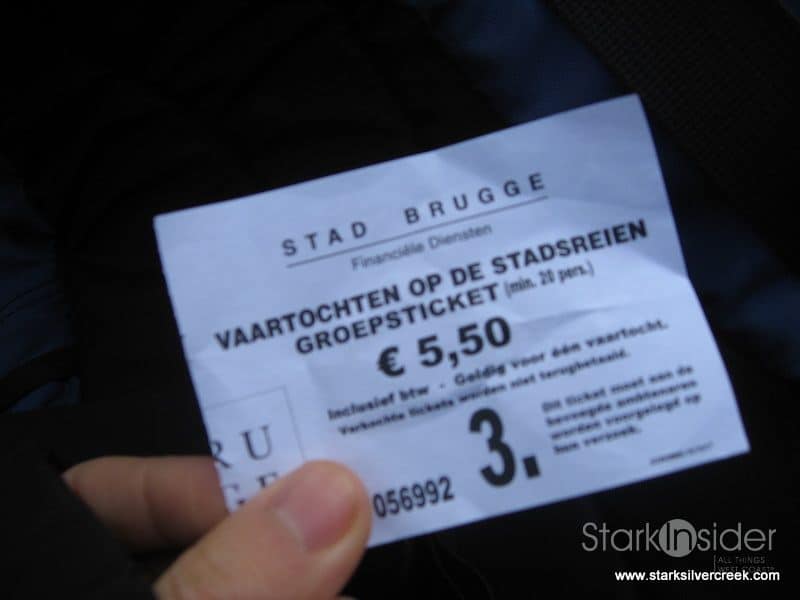 STAD BRUGGE
Financiële Diensten
VAARTOCHTEN OP DE STADSREIEN
GROEPSTICKET (min. 20 pers.)
€ 5,50
Inclusief btw - Geldig voor één vaartocht.
Verkochte tickets worden niet terugbetaald.
RU
GE
056992
3.
Dit ticket moet aan de
bevoegde ambtenaren
worden voorgelegd op
hun verzoek.
STARKINSIDER
ALL THINGS
WEST COAST
www.starksilvercreek.com